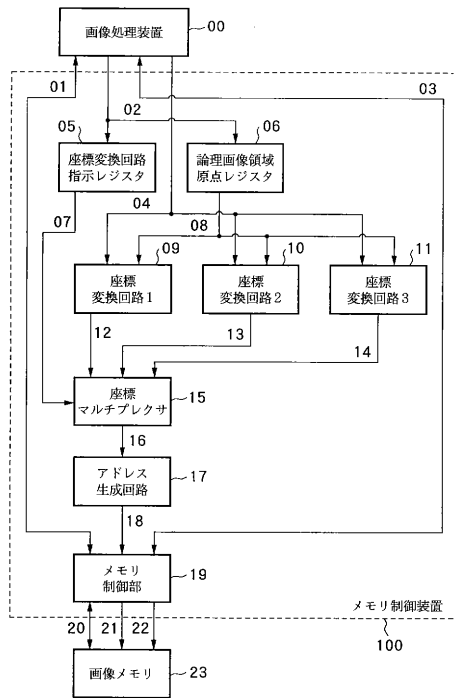 画像処理装置
00
01
02
03
05
06
座標変換回路
指示レジスタ
論理画像領域
原点レジスタ
07
04
08
09
10
11
座標
変換回路1
座標
変換回路2
座標
変換回路3
12
13
14
座標
マルチプレクサ
15
16
アドレス
生成回路
17
18
メモリ
制御部
19
メモリ制御装置
20
21
22
100
画像メモリ
23